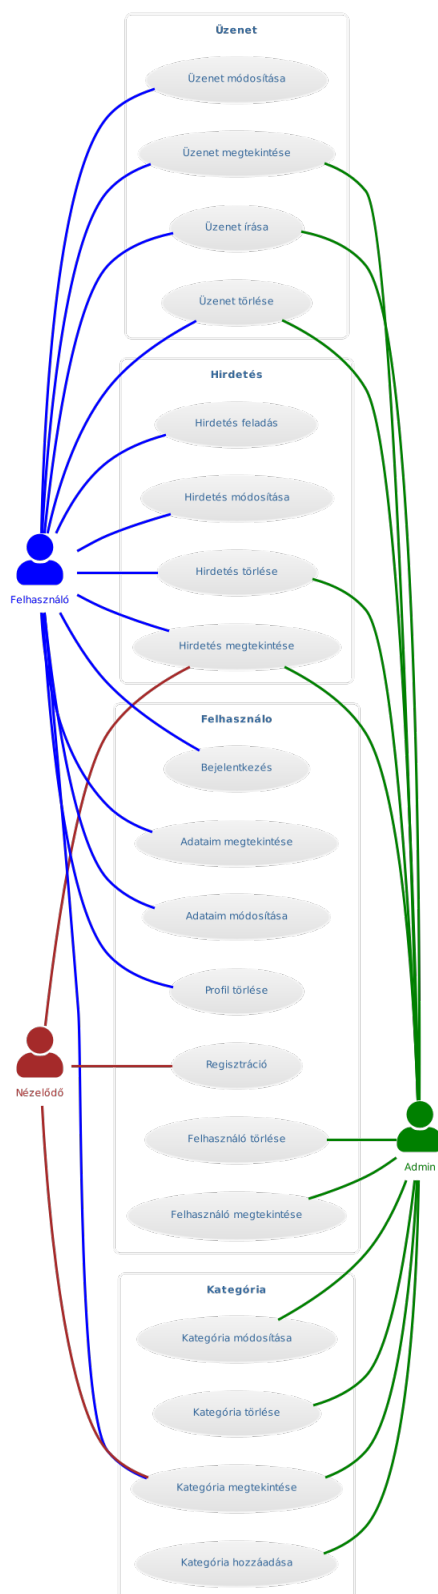 Üzenet
Üzenet módosítása
Üzenet megtekintése
Üzenet írása
Üzenet törlése
Hirdetés
Hirdetés feladás
Hirdetés módosítása
Hirdetés törlése
Felhasználó
Hirdetés megtekintése
Felhasználo
Bejelentkezés
Adataim megtekintése
Adataim módosítása
Profil törlése
Regisztráció
Nézelődő
Felhasználó törlése
Admin
Felhasználó megtekintése
Kategória
Kategória módosítása
Kategória törlése
Kategória megtekintése
Kategória hozzáadása